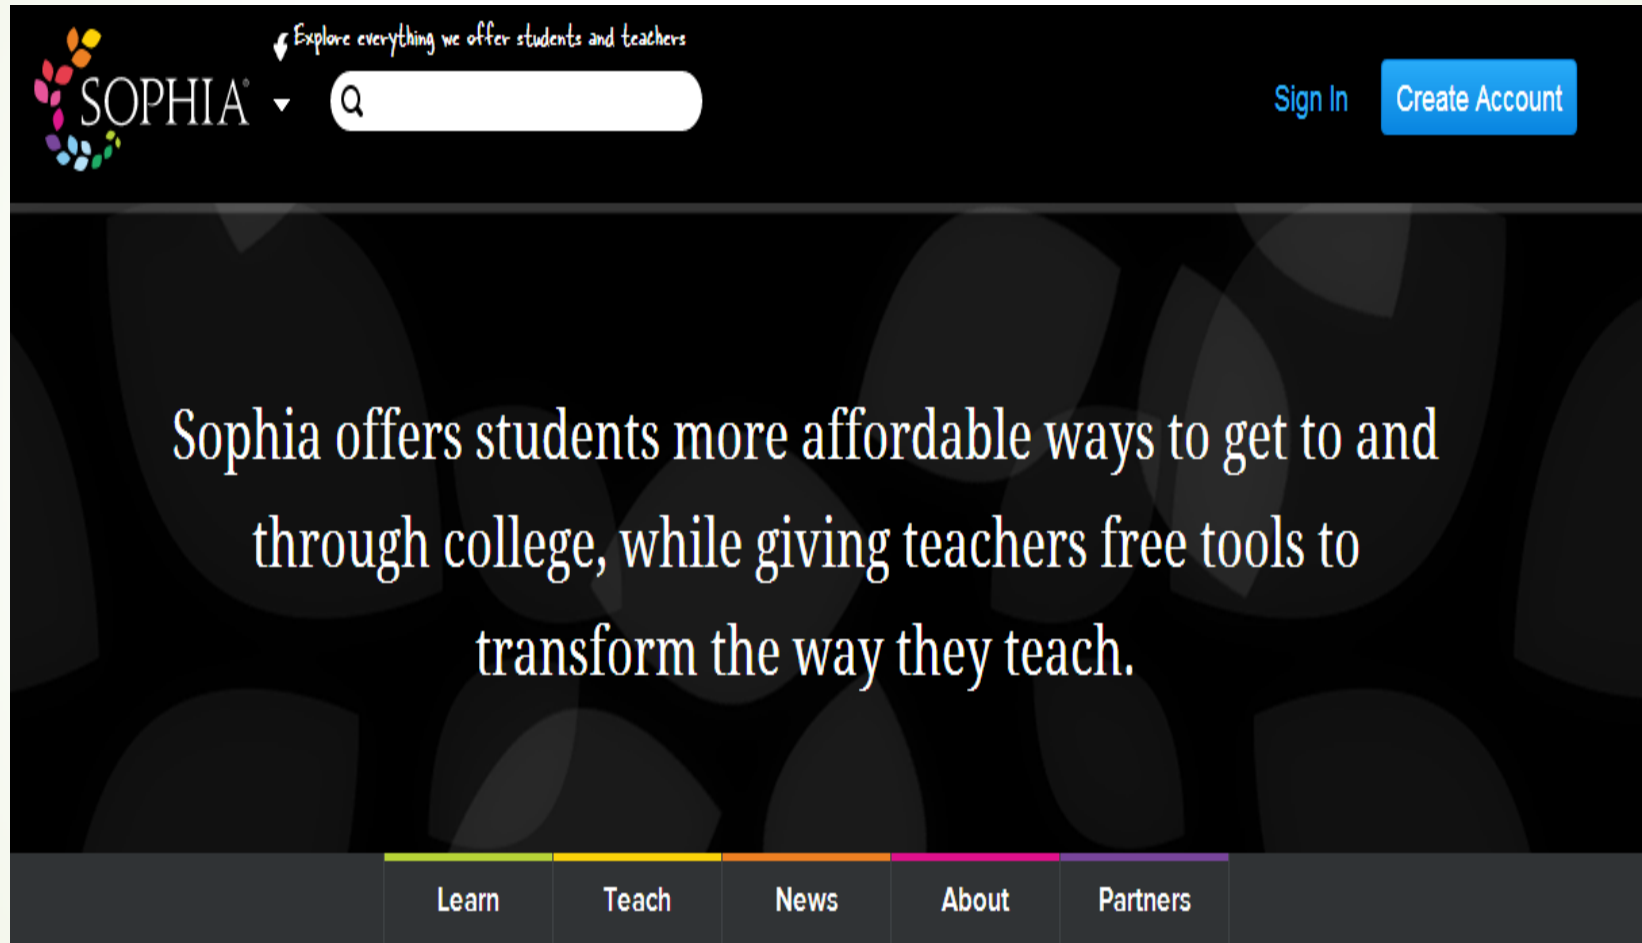 Explore everything we offer students and teachers
SOPHIA®
Sign In
Create Account
Sophia offers students more affordable ways to get to and
through college, while giving teachers free tools to
transform the way they teach.
Learn
Teach
News
About
Partners